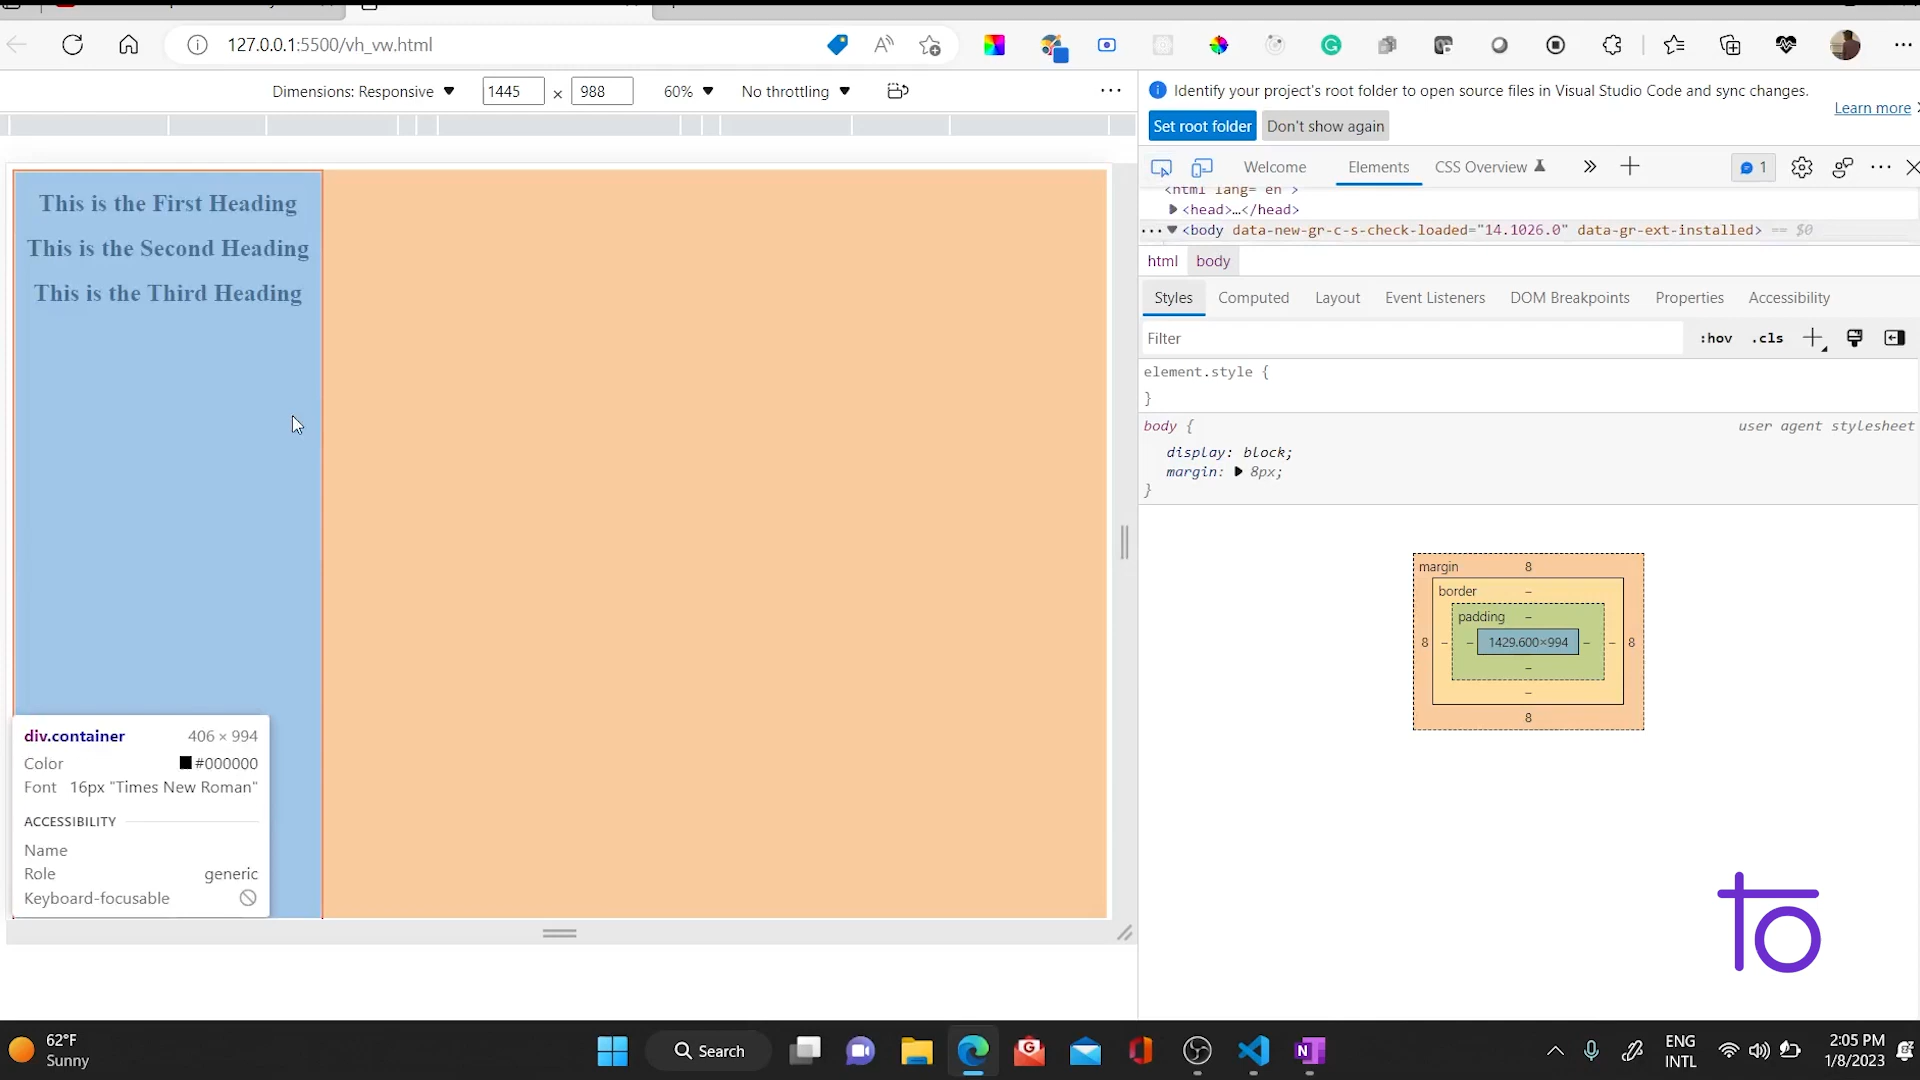 127.0.0.1:5500/vh_vw.html
Dimensions: Responsive 1445 × 988 60% No throttling
Identify your project's root folder to open source files in Visual Studio Code and sync changes.
Learn more
Set root folder Don't show again
Welcome Elements CSS Overview 1
<html lang="en">
<head>…</head>
<body data-new-gr-c-s-check-loaded="14.1026.0" data-gr-ext-installed> == $0
html body
Styles Computed Layout Event Listeners DOM Breakpoints Properties Accessibility
Filter :hov .cls
element.style {
}
body { user agent stylesheet
display: block;
margin: 8px;
}
margin 8
border –
padding –
8 – – 1429.600×994 – – 8
–
–
8
This is the First Heading
This is the Second Heading
This is the Third Heading
div.container 406 × 994
Color #000000
Font 16px "Times New Roman"
ACCESSIBILITY
Name
Role generic
Keyboard-focusable
to
62°F
Sunny
Search
ENG
INTL
2:05 PM
1/8/2023